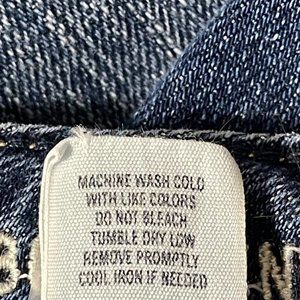 MACHINE WASH COLD
WITH LIKE COLORS
DO NOT BLEACH
TUMBLE DRY LOW
REMOVE PROMPTLY
COOL IRON IF NEEDED